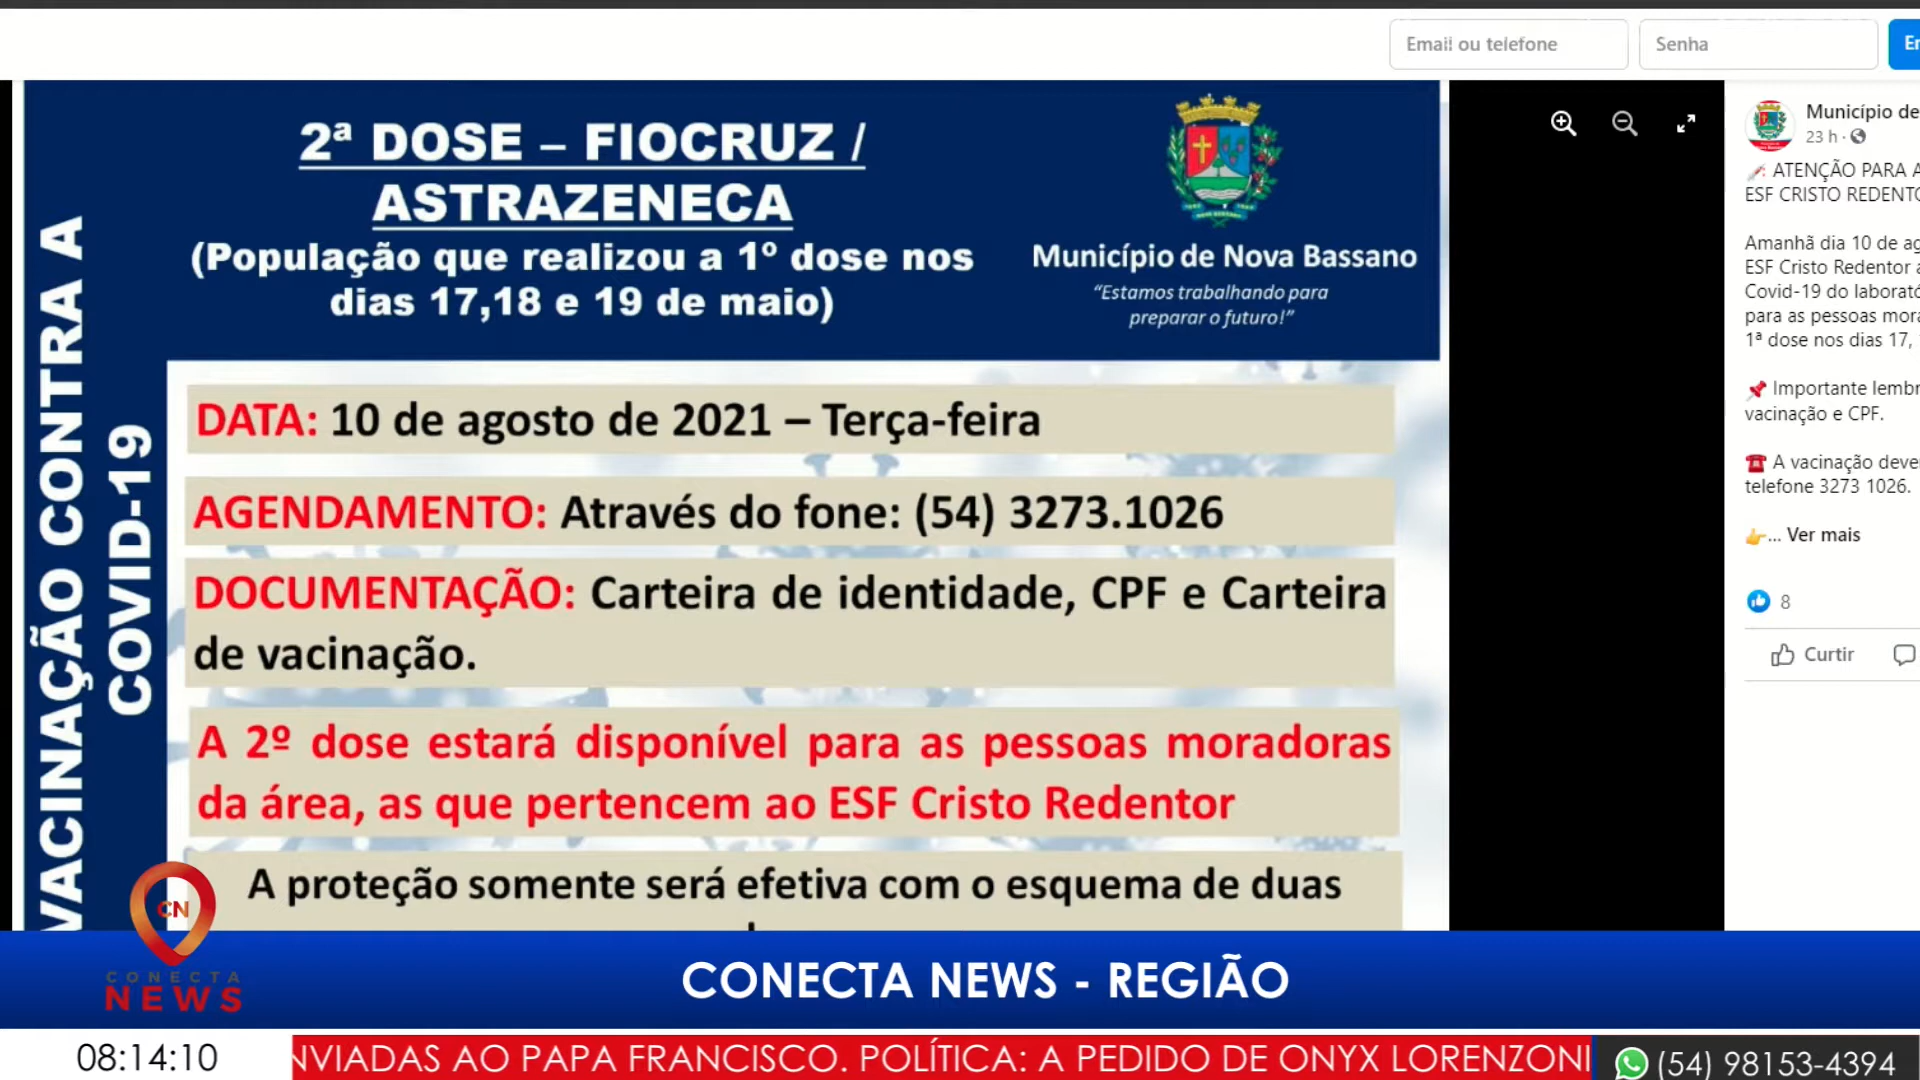 Email ou telefone
Senha
VACINAÇÃO CONTRA A
COVID-19
2ª DOSE – FIOCRUZ /
ASTRAZENECA
(População que realizou a 1º dose nos
dias 17,18 e 19 de maio)
Município de Nova Bassano
“Estamos trabalhando para
preparar o futuro!”
DATA: 10 de agosto de 2021 – Terça-feira
AGENDAMENTO: Através do fone: (54) 3273.1026
DOCUMENTAÇÃO: Carteira de identidade, CPF e Carteira
de vacinação.
A 2º dose estará disponível para as pessoas moradoras
da área, as que pertencem ao ESF Cristo Redentor
A proteção somente será efetiva com o esquema de duas
Município de
23 h ·
ATENÇÃO PARA A
ESF CRISTO REDENTO
Amanhã dia 10 de ag
ESF Cristo Redentor a
Covid-19 do laborató
para as pessoas mora
1ª dose nos dias 17,
Importante lembr
vacinação e CPF.
A vacinação deve
telefone 3273 1026.
... Ver mais
8
Curtir
CN
CONECTA
NEWS
CONECTA NEWS - REGIÃO
08:14:10
NVIADAS AO PAPA FRANCISCO. POLÍTICA: A PEDIDO DE ONYX LORENZONI
(54) 98153-4394